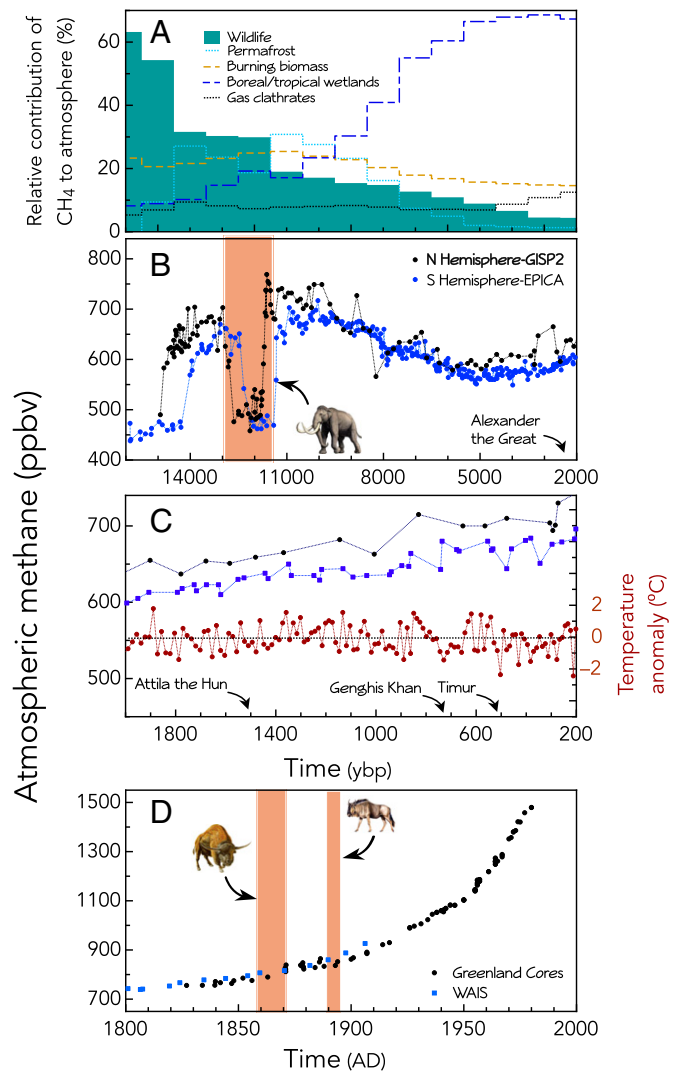 A
Relative contribution of
CH4 to atmosphere (%)
60
40
20
0
Wildlife
Permafrost
Burning biomass
Boreal/tropical wetlands
Gas clathrates
B
800
700
600
500
400
N Hemisphere-GISP2
S Hemisphere-EPICA
Alexander
the Great
14000
11000
8000
5000
2000
Atmospheric methane (ppbv)
C
700
600
500
2
0
−2
Temperature
anomaly (°C)
Attila the Hun
Genghis Khan
Timur
1800
1400
1000
600
200
Time (ybp)
D
1500
1300
1100
900
700
Greenland Cores
WAIS
1800
1850
1900
1950
2000
Time (AD)